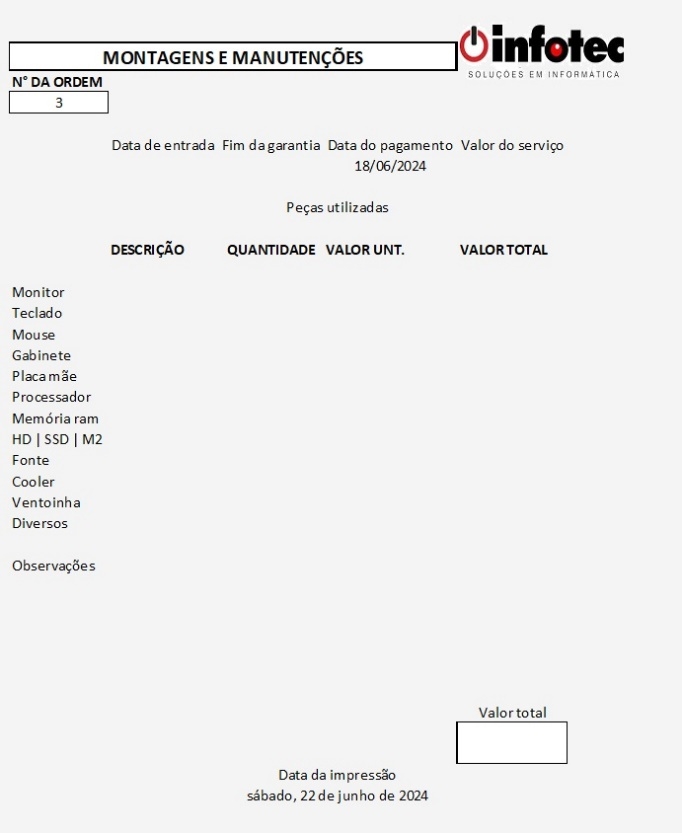 infotec
SOLUÇÕES EM INFORMÁTICA
MONTAGENS E MANUTENÇÕES
N° DA ORDEM
3
Data de entrada Fim da garantia Data do pagamento Valor do serviço
18/06/2024
Peças utilizadas
DESCRIÇÃO QUANTIDADE VALOR UNT. VALOR TOTAL
Monitor
Teclado
Mouse
Gabinete
Placa mãe
Processador
Memória ram
HD | SSD | M2
Fonte
Cooler
Ventoinha
Diversos
Observações
Valor total
Data da impressão
sábado, 22 de junho de 2024